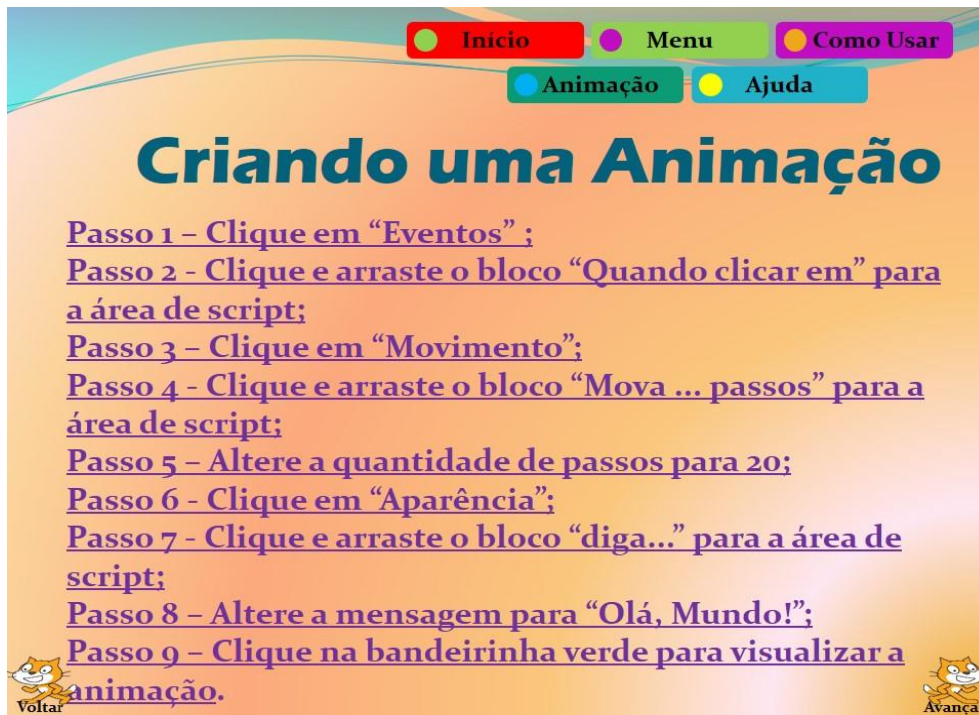 Início
Menu
Como Usar
Animação
Ajuda
Criando uma Animação
Passo 1 – Clique em “Eventos” ;
Passo 2 - Clique e arraste o bloco “Quando clicar em” para
a área de script;
Passo 3 – Clique em “Movimento”;
Passo 4 - Clique e arraste o bloco “Mova ... passos” para a
área de script;
Passo 5 – Altere a quantidade de passos para 20;
Passo 6 - Clique em “Aparência”;
Passo 7 - Clique e arraste o bloco “diga...” para a área de
script;
Passo 8 – Altere a mensagem para “Olá, Mundo!”;
Passo 9 – Clique na bandeirinha verde para visualizar a
animação.
Voltar
Avança